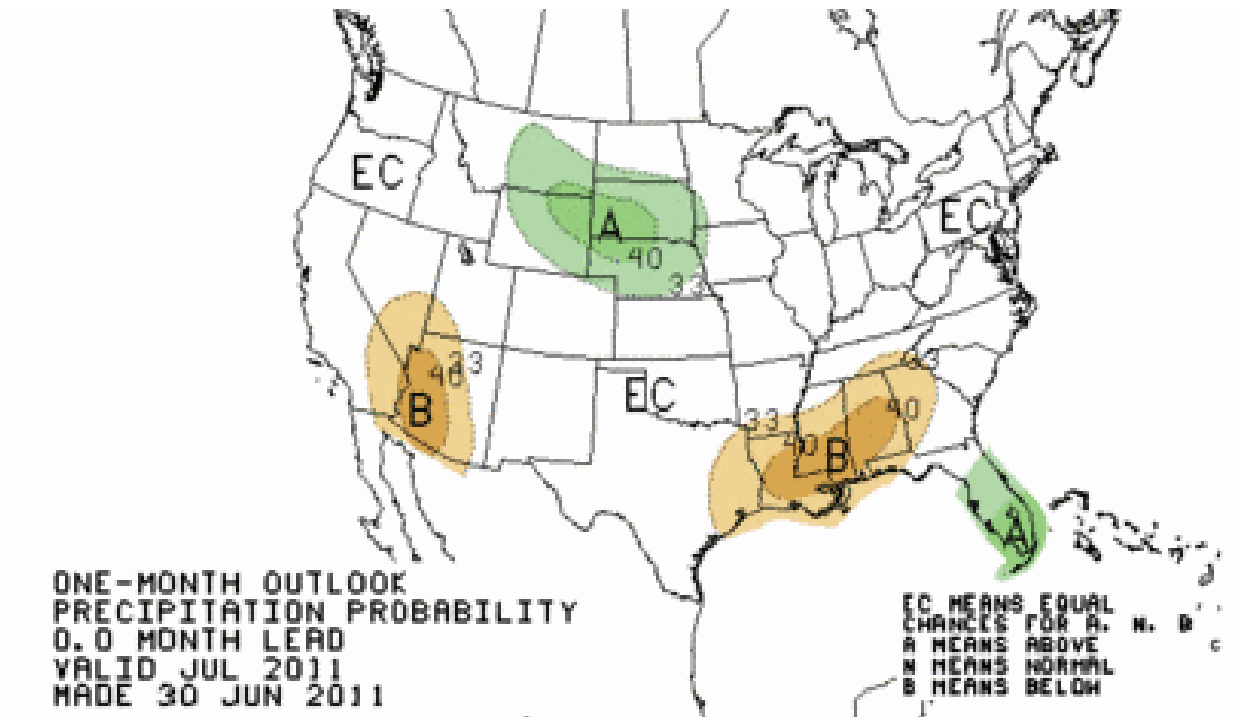 EC
A
EC
40
33
33
40
B
33
EC
33
40
40
B
A
ONE-MONTH OUTLOOK
PRECIPITATION PROBABILITY
0.0 MONTH LEAD
VALID JUL 2011
MADE 30 JUN 2011
EC MEANS EQUAL
CHANCES FOR A, N, B
A MEANS ABOVE
N MEANS NORMAL
B MEANS BELOW
C